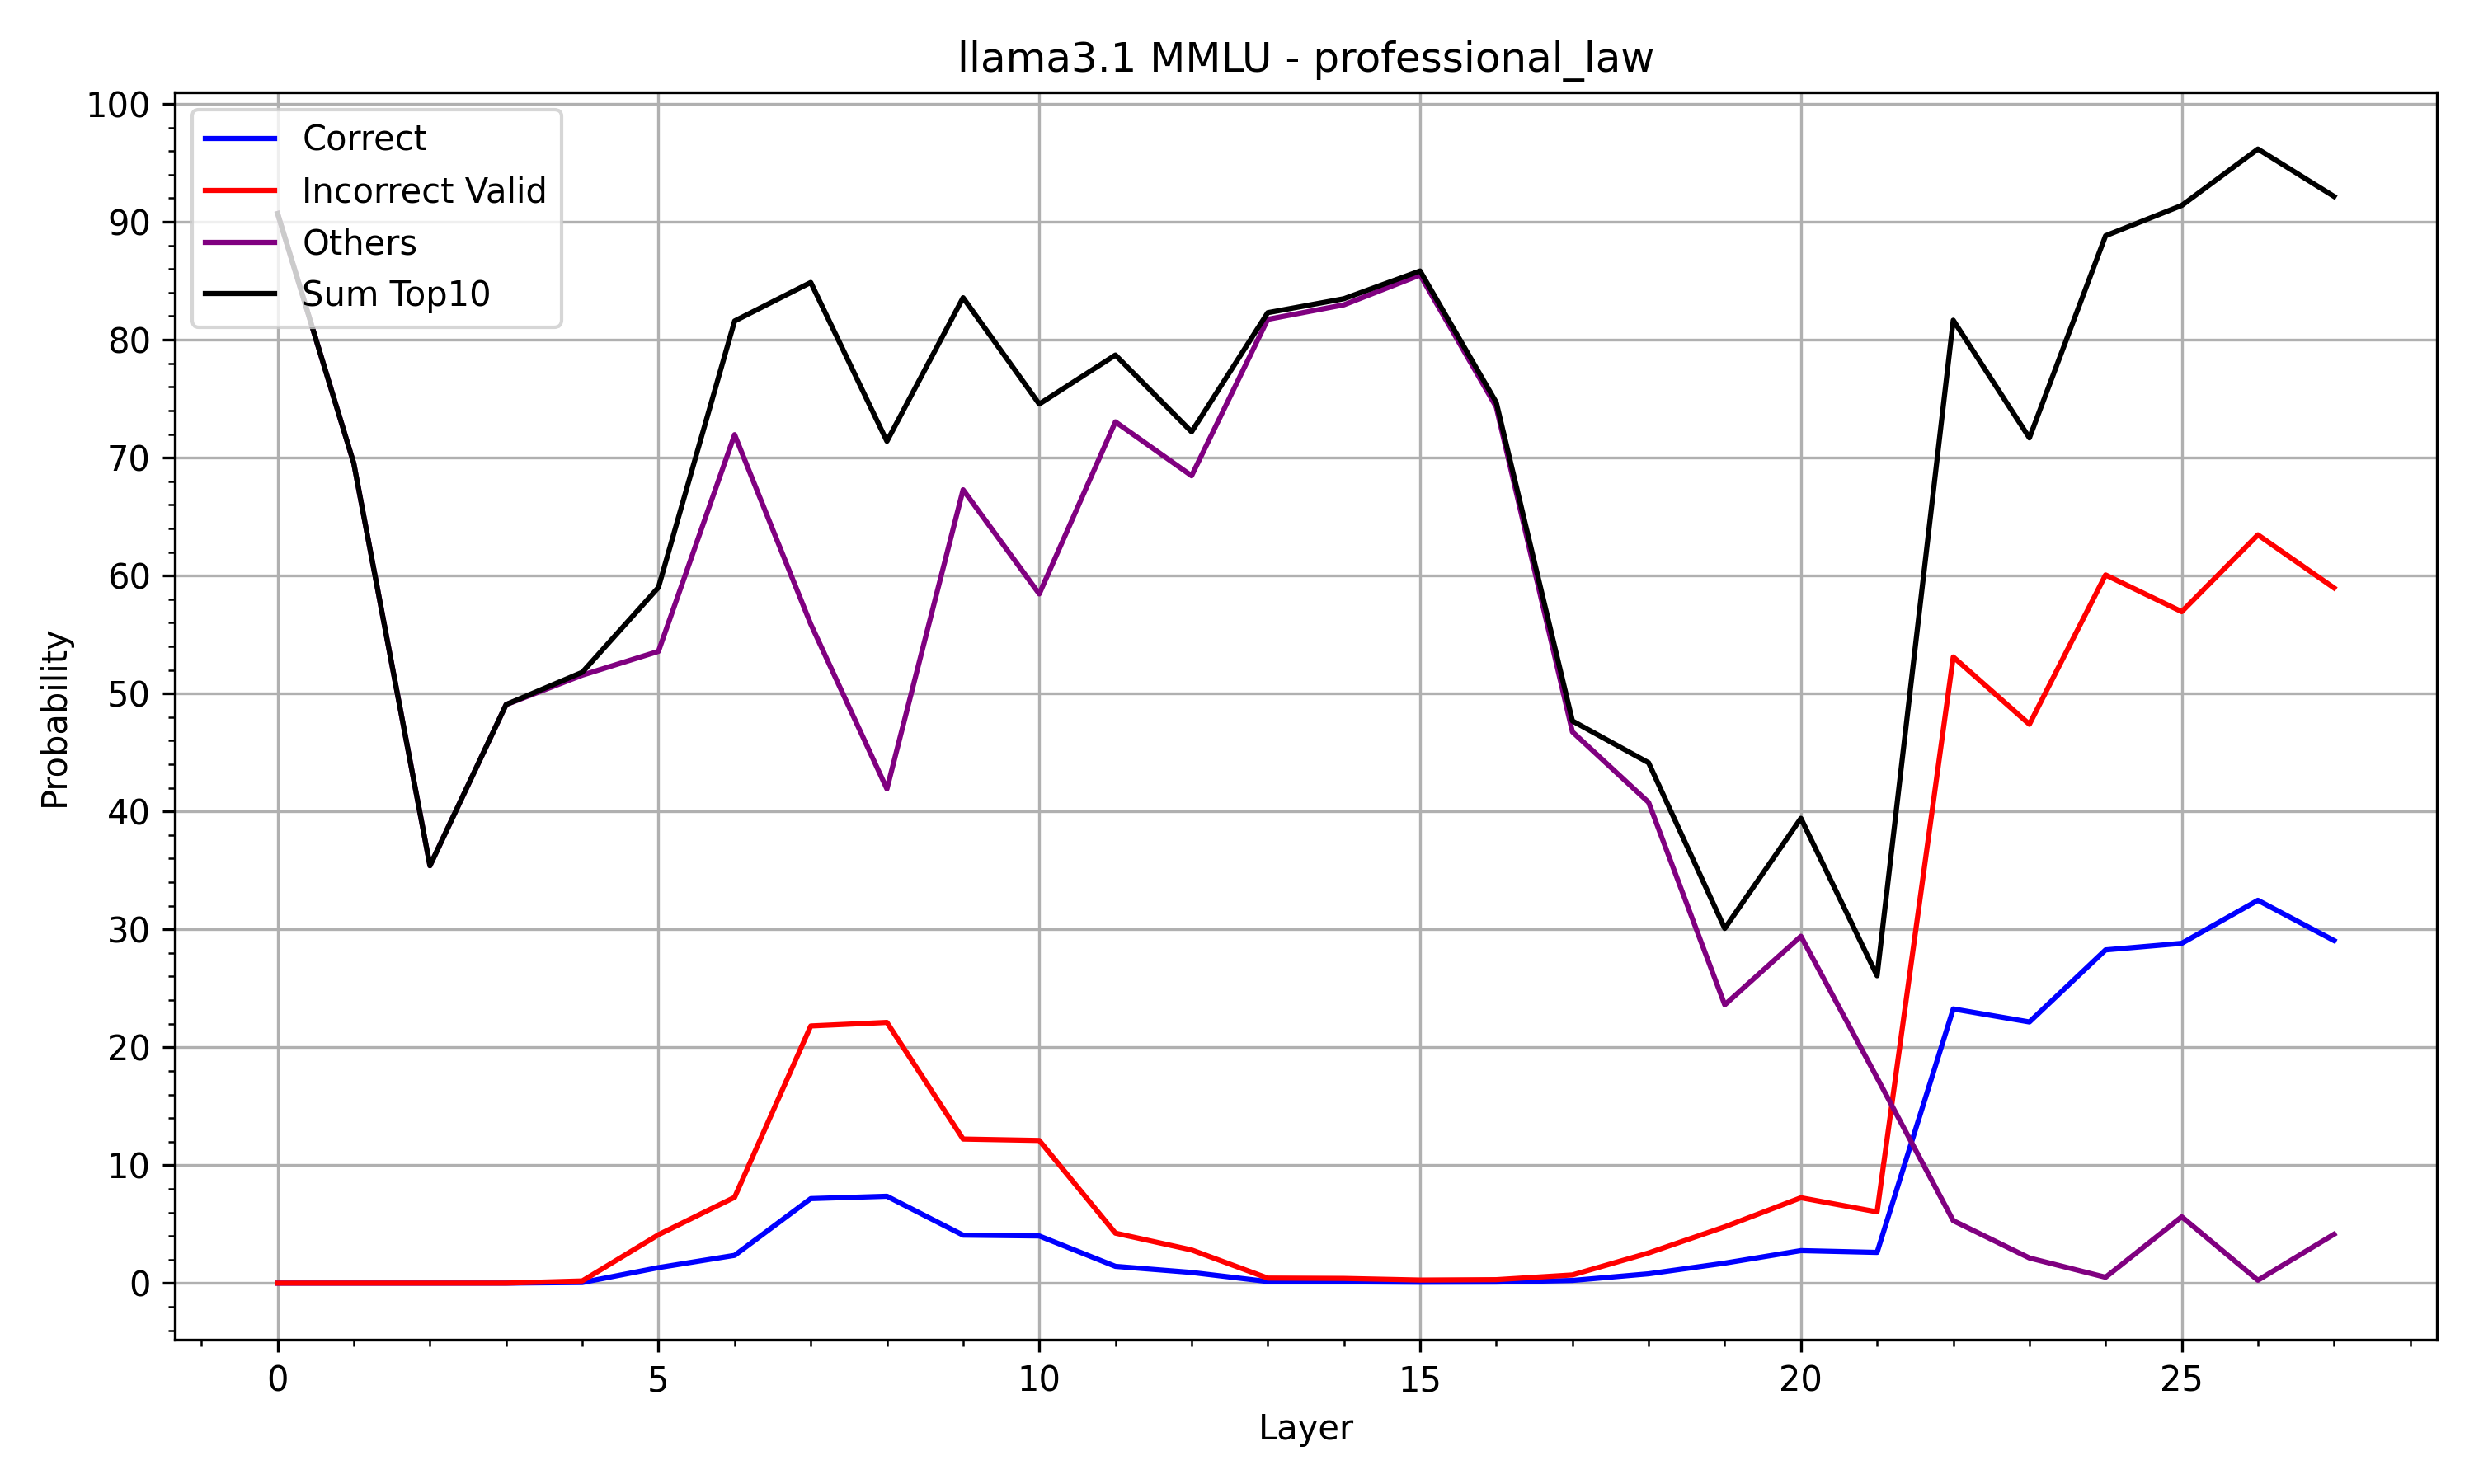 llama3.1 MMLU - professional_law
Correct
Incorrect Valid
Others
Sum Top10
100
90
80
70
60
50
40
30
20
10
0
Probability
0 5 10 15 20 25
Layer